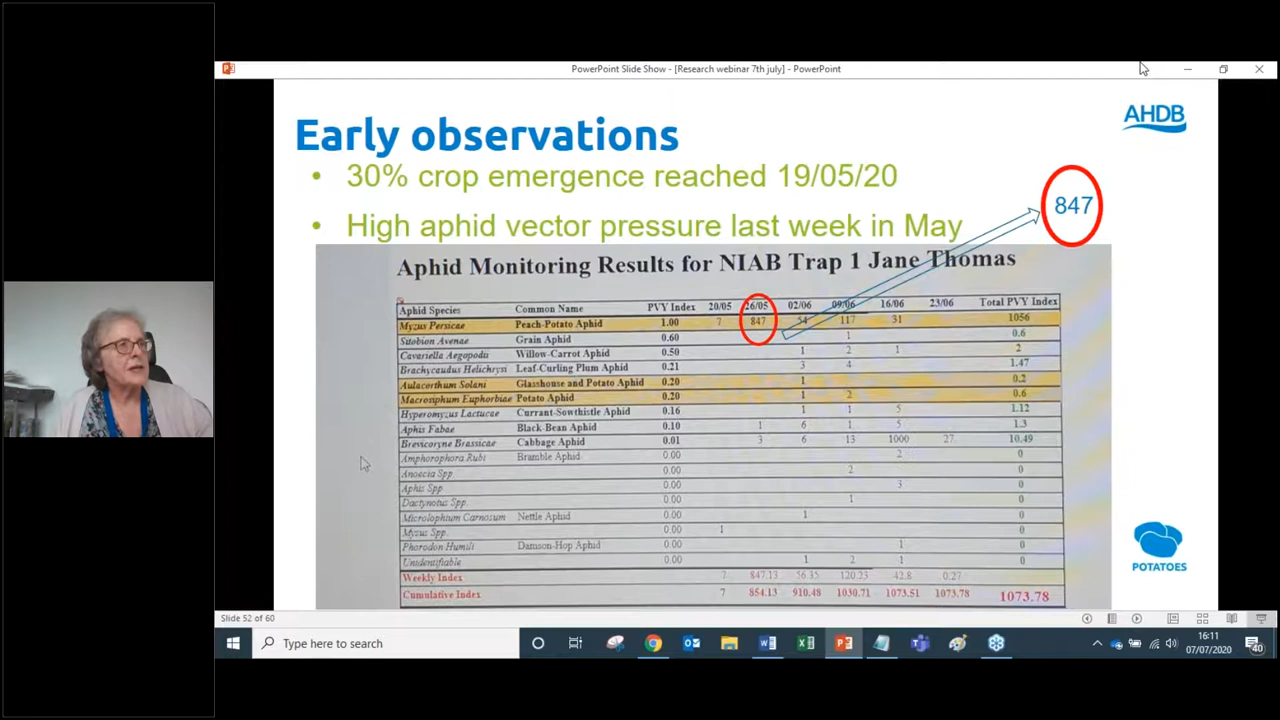 PowerPoint Slide Show - [Research webinar 7th july] - PowerPoint
AHDB
Early observations
• 30% crop emergence reached 19/05/20
847
• High aphid vector pressure last week in May
Aphid Monitoring Results for NIAB Trap 1 Jane Thomas
Aphid Species Common Name PVY Index 20/05 26/05 02/06 09/06 16/06 23/06 Total PVY Index
Myzus Persicae Peach-Potato Aphid 1.00 7 847 54 117 31 1056
Sitobion Avenae Grain Aphid 0.60 1 0.6
Cavariella Aegopodii Willow-Carrot Aphid 0.50 1 2 1 2
Brachycaudus Helichrysi Leaf-Curling Plum Aphid 0.21 3 4 1.47
Aulacorthum Solani Glasshouse and Potato Aphid 0.20 1 0.2
Macrosiphum Euphorbiae Potato Aphid 0.20 1 2 0.6
Hyperomyzus Lactucae Currant-Sowthistle Aphid 0.16 1 1 5 1.12
Aphis Fabae Black-Bean Aphid 0.10 1 6 1 5 1.3
Brevicoryne Brassicae Cabbage Aphid 0.01 3 6 13 1000 27 10.49
Amphorophora Rubi Bramble Aphid 0.00 2 0
Anoecia Spp. 0.00 2 0
Aphis Spp 0.00 3 0
Dactynotus Spp. 0.00 1 0
Microlophium Carnosum Nettle Aphid 0.00 1 0
Myzus Spp. 0.00 1 0
Phorodon Humili Damson-Hop Aphid 0.00 1 0
Unidentifiable 0.00 1 2 1 0
Weekly Index 7 847.13 56.35 120.23 42.8 0.27
Cumulative Index 7 854.13 910.48 1030.71 1073.51 1073.78 1073.78
POTATOES
Slide 52 of 60
Type here to search
16:11
07/07/2020
40